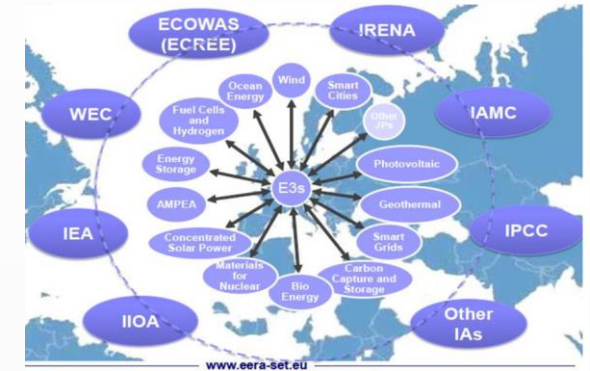 ECOWAS
(ECREE)
IRENA
WEC
IAMC
IEA
IPCC
IIOA
Other
IAs
Ocean
Energy
Wind
Smart
Cities
Other
JPs
Fuel Cells
and
Hydrogen
Energy
Storage
Photovoltaic
AMPEA
E3s
Geothermal
Concentrated
Solar Power
Smart
Grids
Materials
for
Nuclear
Bio
Energy
Carbon
Capture and
Storage
www.eera-set.eu